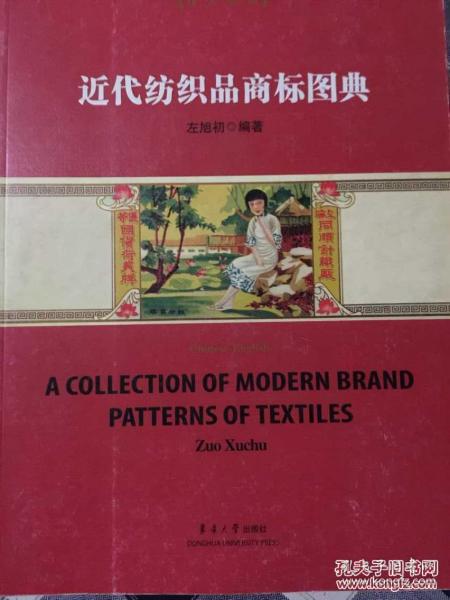 近代纺织品商标图典
左旭初◎编著
Chinese-English
A COLLECTION OF MODERN BRAND
PATTERNS OF TEXTILES
Zuo Xuchu
东华大学出版社
DONGHUA UNIVERSITY PRESS
孔夫子旧书网
www.kongfz.com